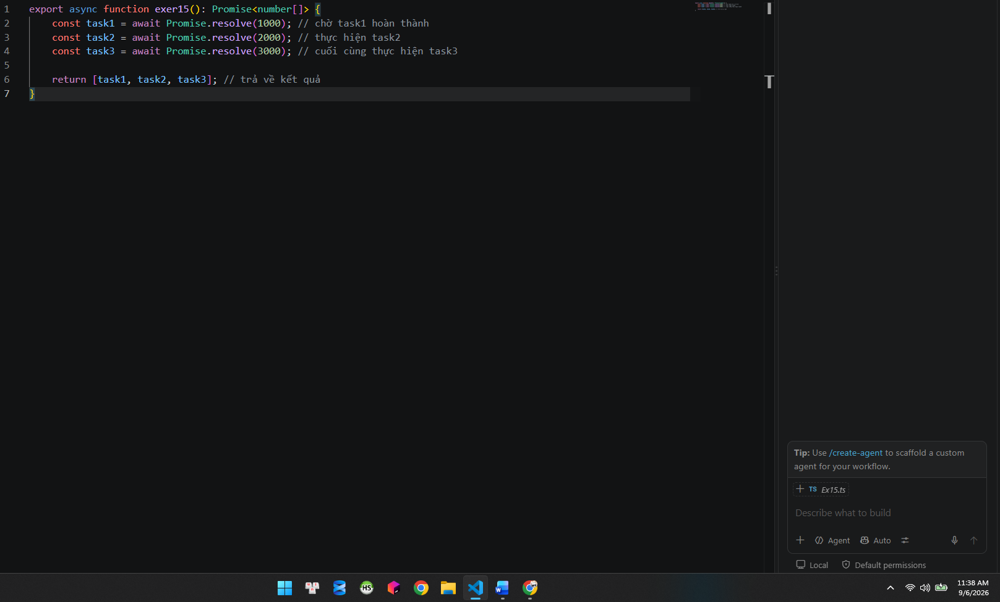 1 export async function exer15(): Promise<number[]> {
2 const task1 = await Promise.resolve(1000); // chờ task1 hoàn thành
3 const task2 = await Promise.resolve(2000); // thực hiện task2
4 const task3 = await Promise.resolve(3000); // cuối cùng thực hiện task3
5
6 return [task1, task2, task3]; // trả về kết quả
7 }
Tip: Use /create-agent to scaffold a custom
agent for your workflow.
TS Ex15.ts
Describe what to build
Agent Auto
Local Default permissions
HS
W
11:38 AM
9/6/2026